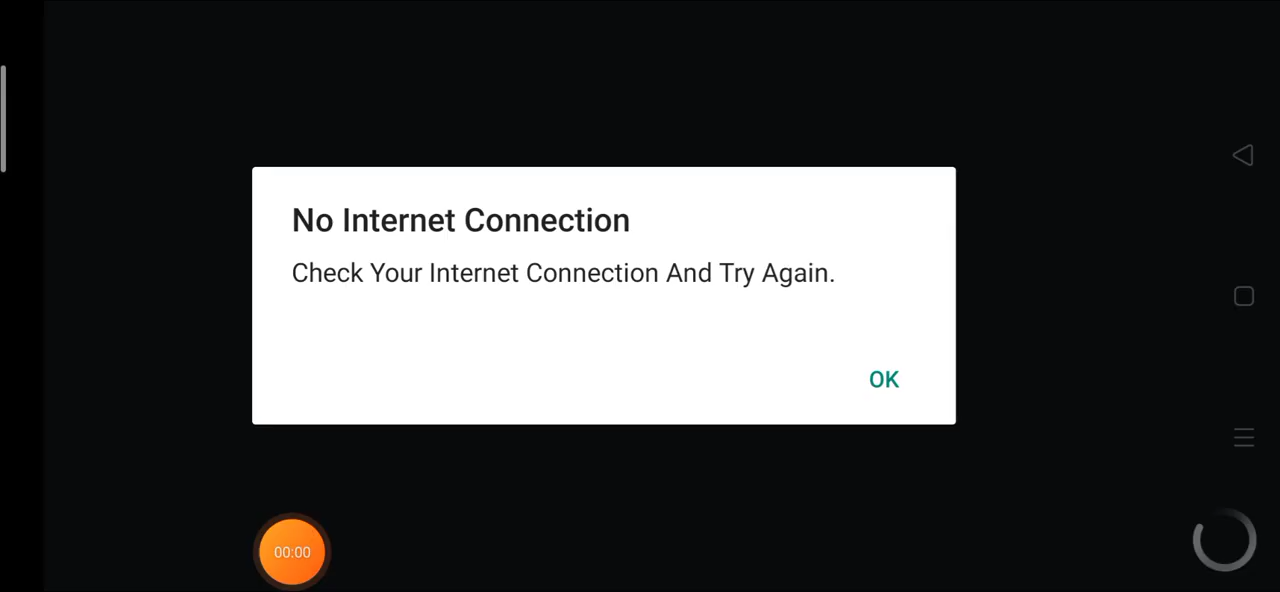 No Internet Connection
Check Your Internet Connection And Try Again.
OK
00:00